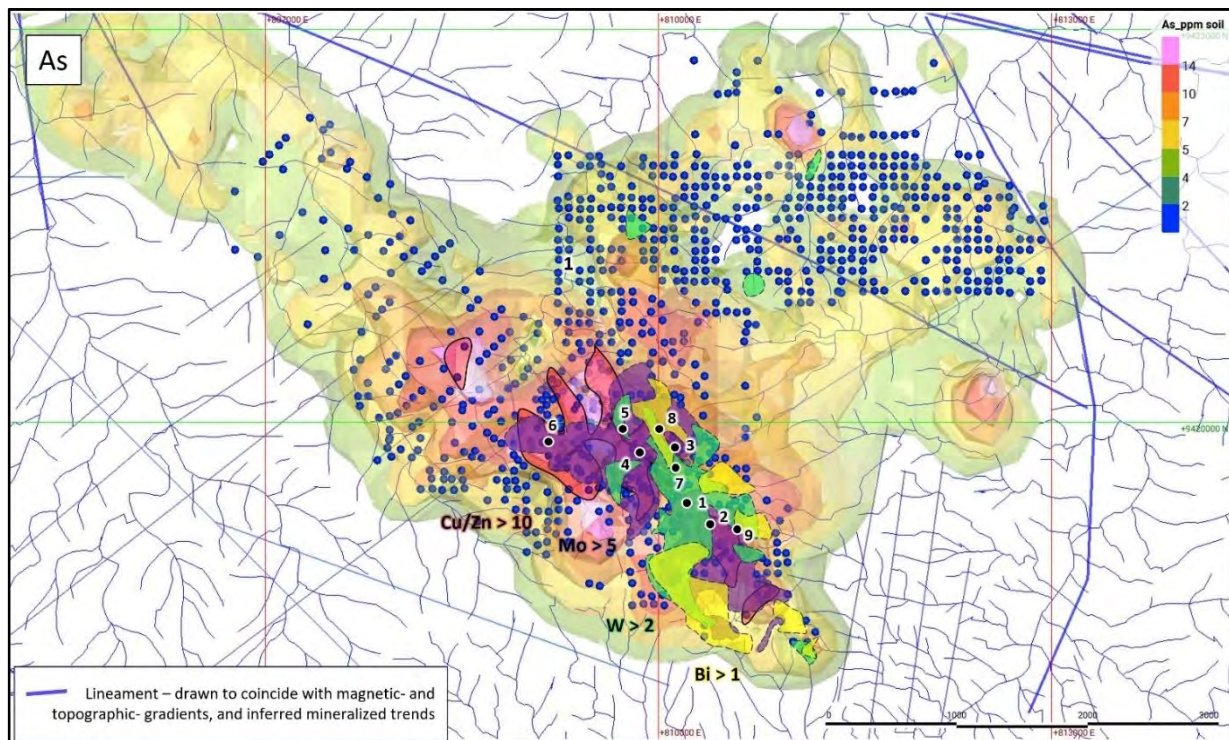 +807000 E
+810000 E
+813000 E
As
As_ppm soil
+9423000 N
14
10
7
5
4
2
1
5
8
6
3
4
7
+9420000 N
1
2
9
Cu/Zn > 10
Mo > 5
W > 2
Bi > 1
Lineament – drawn to coincide with magnetic- and
topographic- gradients, and inferred mineralized trends
0
1000
2000
3000
+810000 E
+813000 E